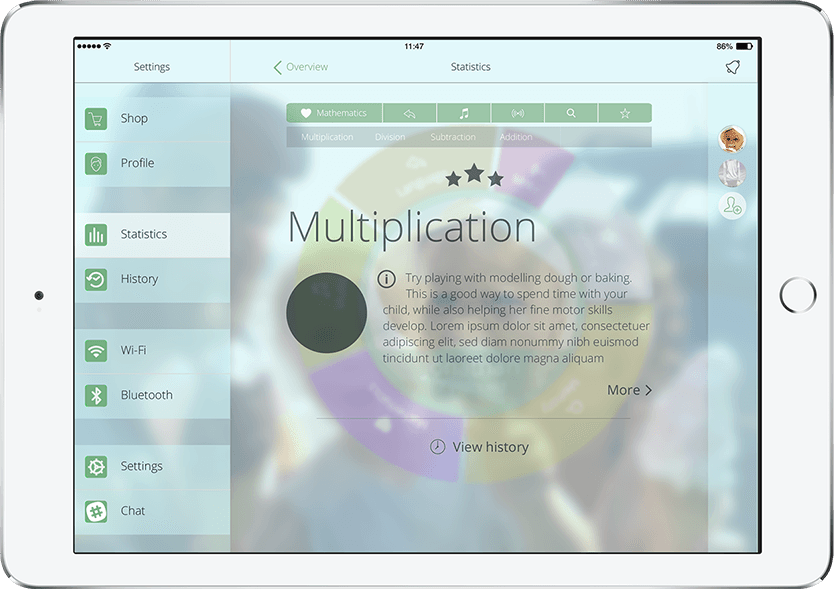 11:47
86%
Settings
Overview
Statistics
Shop
Profile
Statistics
History
Wi-Fi
Bluetooth
Settings
Chat
Mathematics
Multiplication Division Subtraction Addition
Multiplication
Try playing with modelling dough or baking.
This is a good way to spend time with your
child, while also helping her fine motor skills
develop. Lorem ipsum dolor sit amet, consectetuer
adipiscing elit, sed diam nonummy nibh euismod
tincidunt ut laoreet dolore magna aliquam
More
View history